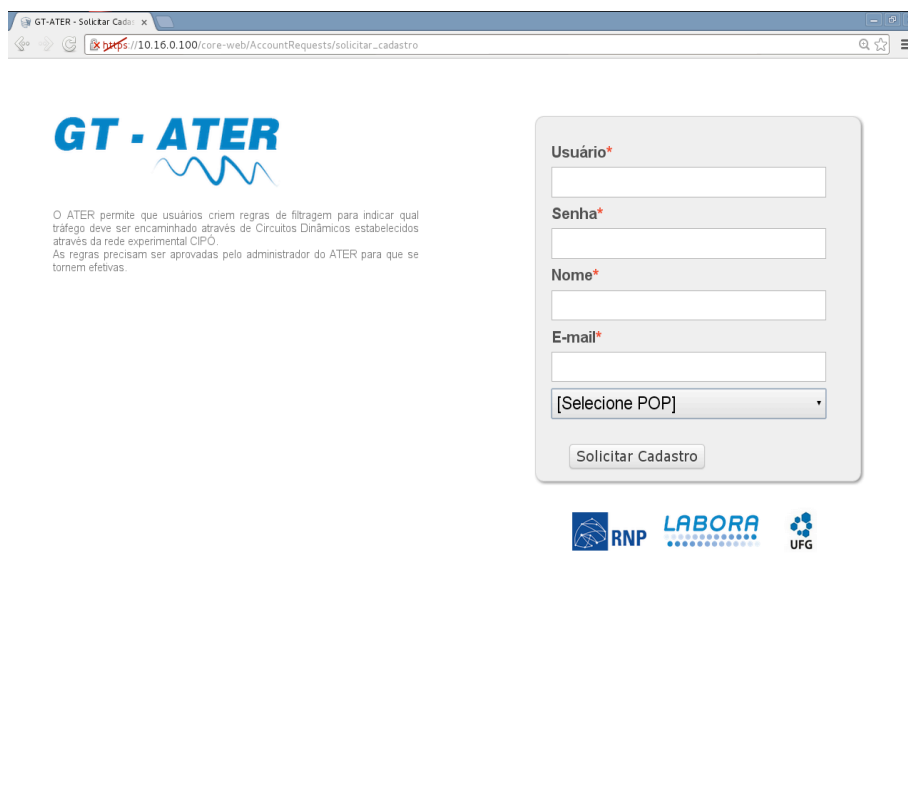 GT-ATER - Solicitar Cadas
https://10.16.0.100/core-web/AccountRequests/solicitar_cadastro
GT - ATER
O ATER permite que usuários criem regras de filtragem para indicar qual
tráfego deve ser encaminhado através de Circuitos Dinâmicos estabelecidos
através da rede experimental CIPÓ.
As regras precisam ser aprovadas pelo administrador do ATER para que se
tornem efetivas.
Usuário*
Senha*
Nome*
E-mail*
[Selecione POP]
Solicitar Cadastro
RNP
LABORA
UFG